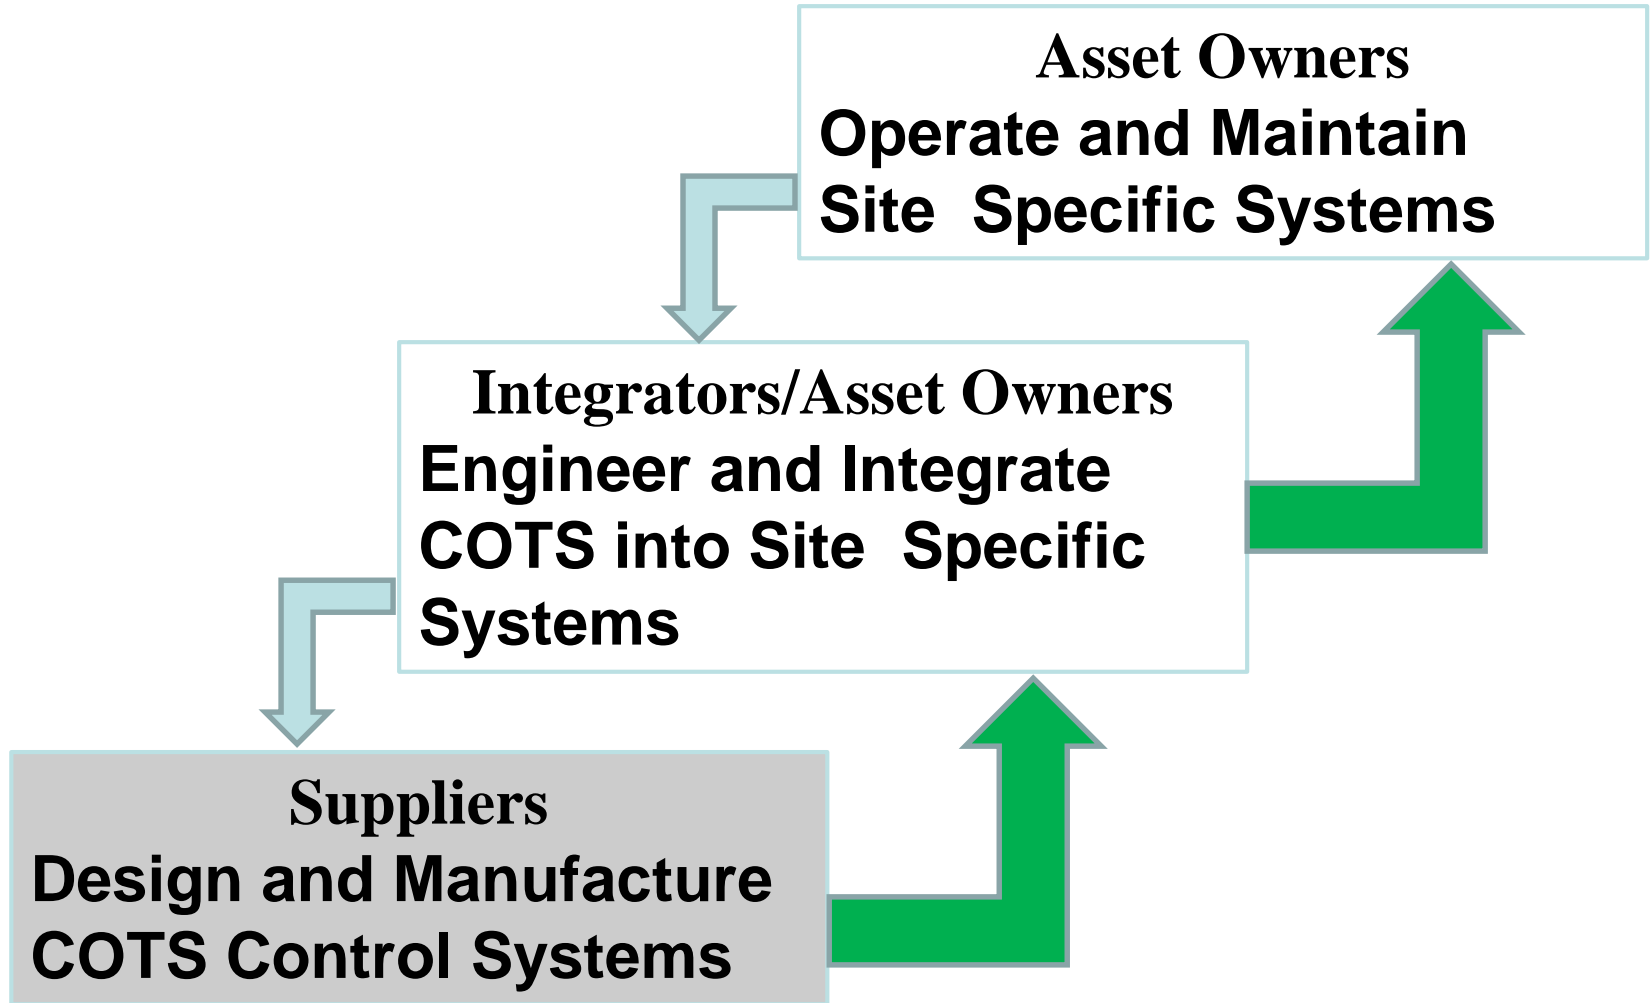 Asset Owners
Operate and Maintain
Site  Specific Systems
Integrators/Asset Owners
Engineer and Integrate
COTS into Site  Specific
Systems
Suppliers
Design and Manufacture
COTS Control Systems